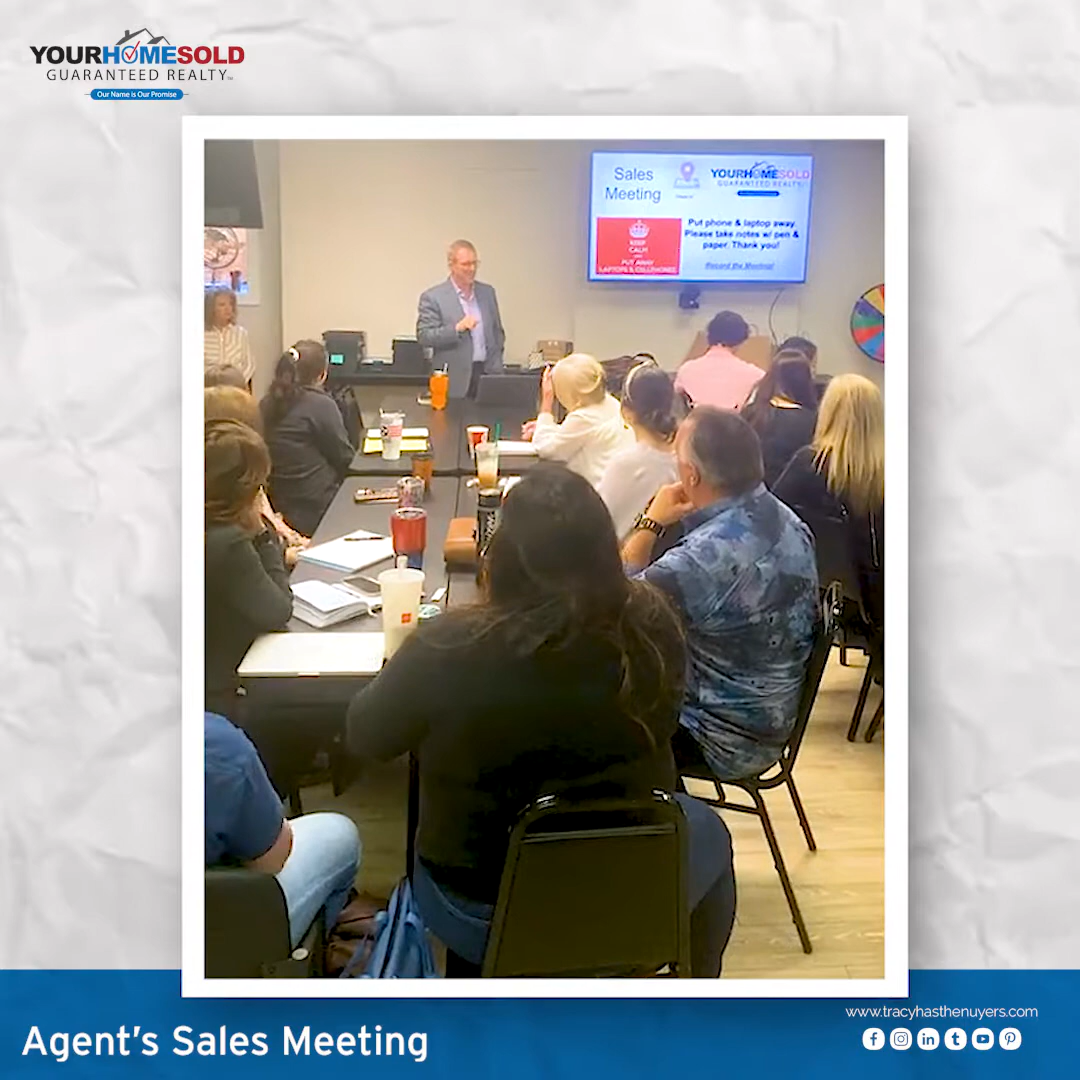 YOURHOMESOLD
GUARANTEED REALTY
Our Name is Our Promise
Sales
Meeting
YOURHOMESOLD
GUARANTEED REALTY
Put phone & laptop away.
Please take notes w/ pen &
paper. Thank you!
Record the Meeting!
KEEP
CALM
AND
PUT AWAY
LAPTOPS & CELLPHONES
Agent's Sales Meeting
www.tracyhasthenuyers.com